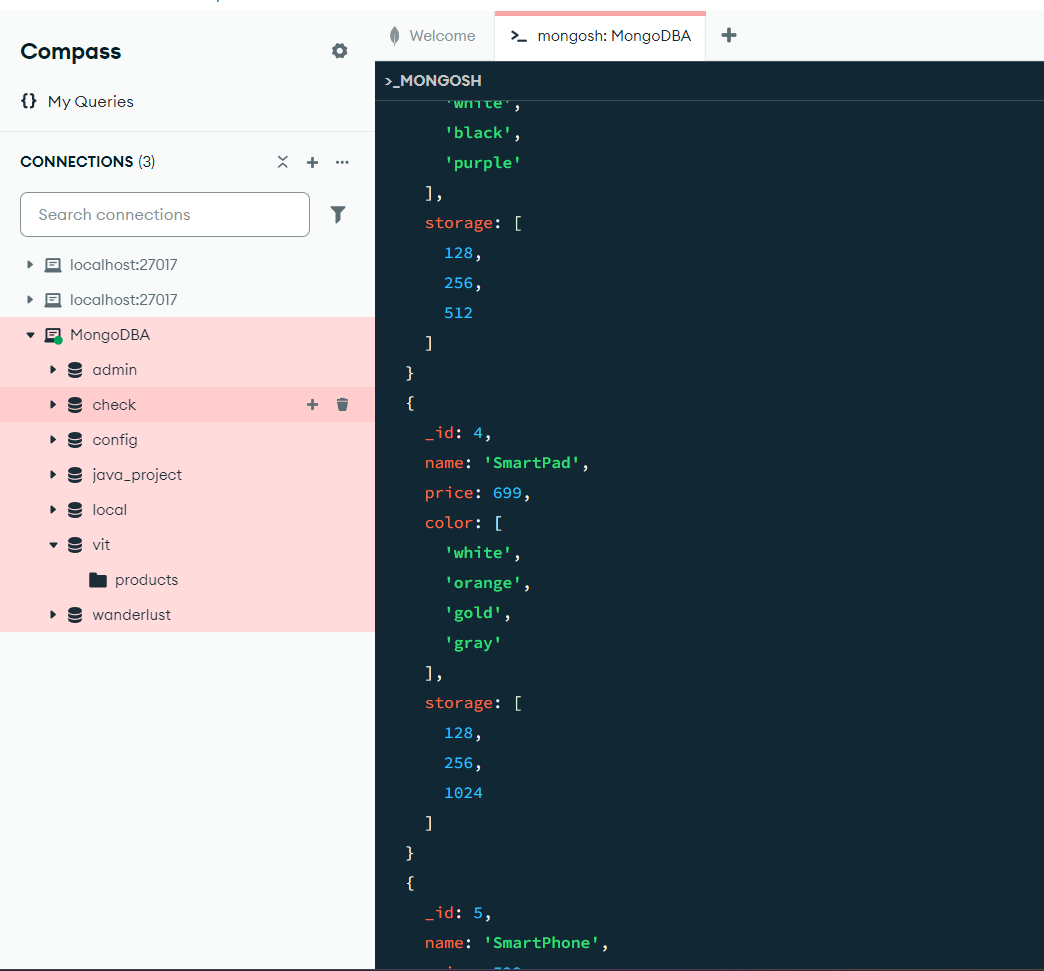 Compass
{} My Queries
CONNECTIONS (3)
Search connections
localhost:27017
localhost:27017
MongoDBA
admin
check
config
java_project
local
vit
products
wanderlust
Welcome
>_ mongosh: MongoDBA
>_MONGOSH
'white',
'black',
'purple'
],
storage: [
128,
256,
512
]
}
{
_id: 4,
name: 'SmartPad',
price: 699,
color: [
'white',
'orange',
'gold',
'gray'
],
storage: [
128,
256,
1024
]
}
{
_id: 5,
name: 'SmartPhone',